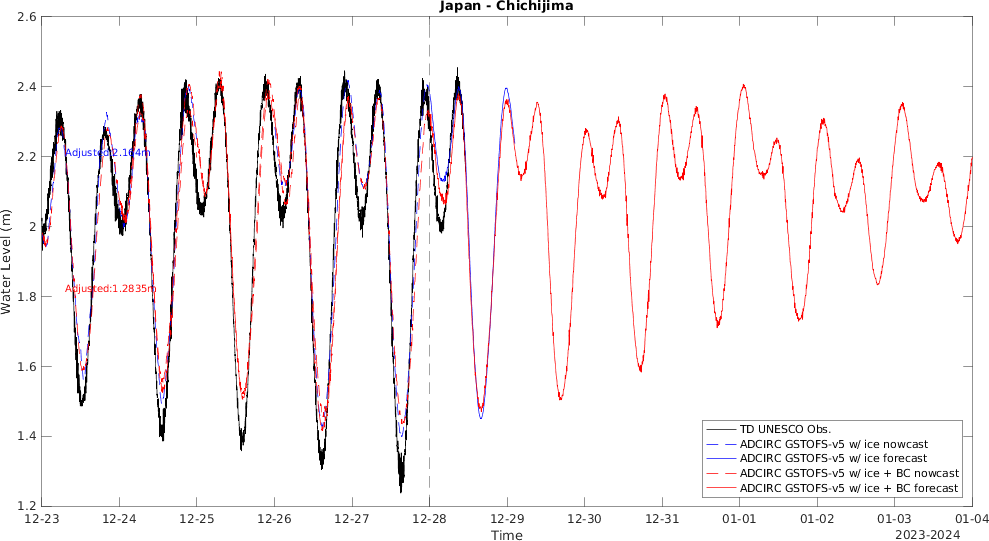 Japan - Chichijima
2.6
2.4
2.2
2
1.8
1.6
1.4
1.2
Water Level (m)
Adjusted:2.164m
Adjusted:1.2835m
TD UNESCO Obs.
ADCIRC GSTOFS-v5 w/ ice nowcast
ADCIRC GSTOFS-v5 w/ ice forecast
ADCIRC GSTOFS-v5 w/ ice + BC nowcast
ADCIRC GSTOFS-v5 w/ ice + BC forecast
12-23 12-24 12-25 12-26 12-27 12-28 12-29 12-30 12-31 01-01 01-02 01-03 01-04
Time
2023-2024